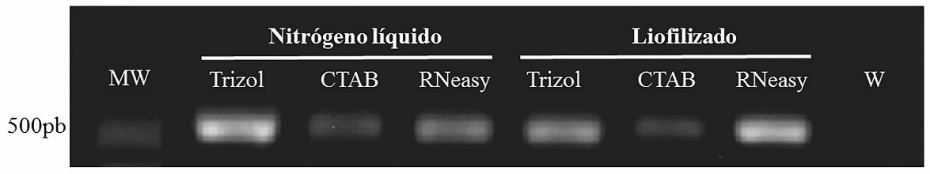 Nitrógeno líquido Liofilizado
MW Trizol CTAB RNeasy Trizol CTAB RNeasy W
500pb